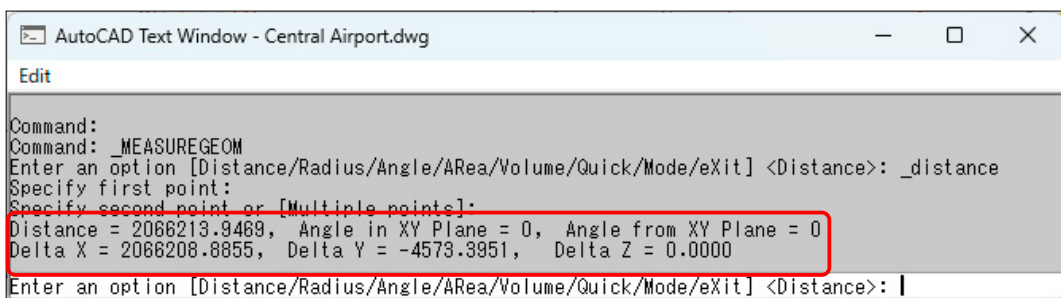 AutoCAD Text Window - Central Airport.dwg
Edit
Command:
Command: _MEASUREGEOM
Enter an option [Distance/Radius/Angle/ARea/Volume/Quick/Mode/eXit] <Distance>: _distance
Specify first point:
Specify second point or [Multiple points]:
Distance = 2066213.9469, Angle in XY Plane = 0, Angle from XY Plane = 0
Delta X = 2066208.8855, Delta Y = -4573.3951, Delta Z = 0.0000
Enter an option [Distance/Radius/Angle/ARea/Volume/Quick/Mode/eXit] <Distance>: